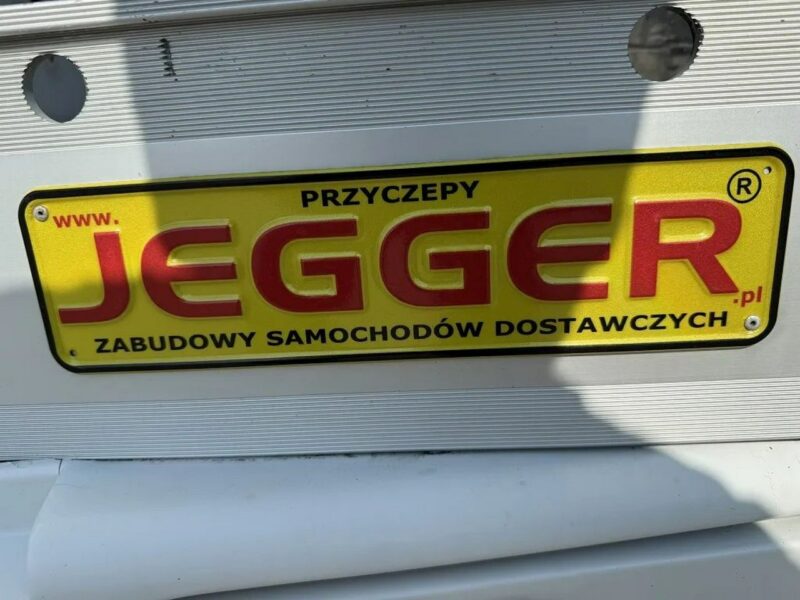 PRZYCZEPY ®
www.
JEGGER
.pl
ZABUDOWY SAMOCHODÓW DOSTAWCZYCH